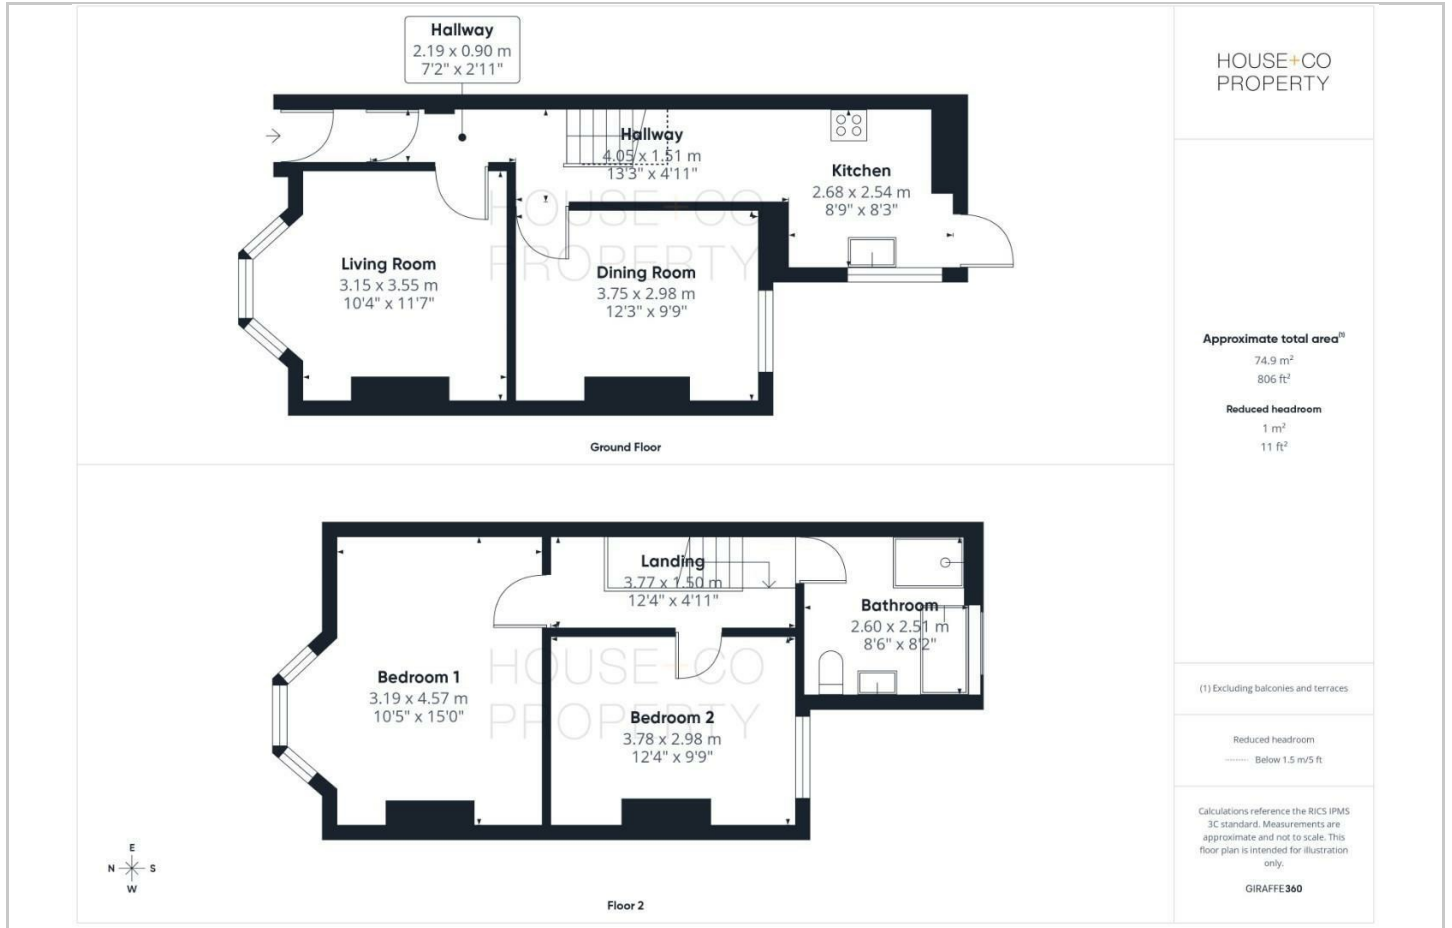 Hallway
2.19 x 0.90 m
7'2" x 2'11"
Hallway
4.05 x 1.51 m
13'3" x 4'11"
Kitchen
2.68 x 2.54 m
8'9" x 8'3"
Living Room
3.15 x 3.55 m
10'4" x 11'7"
Dining Room
3.75 x 2.98 m
12'3" x 9'9"
HOUSE+CO
PROPERTY
Ground Floor
Landing
3.77 x 1.50 m
12'4" x 4'11"
Bathroom
2.60 x 2.51 m
8'6" x 8'2"
Bedroom 1
3.19 x 4.57 m
10'5" x 15'0"
Bedroom 2
3.78 x 2.98 m
12'4" x 9'9"
HOUSE+CO
PROPERTY
E
N S
W
Floor 2
HOUSE+CO
PROPERTY
Approximate total area(1)
74.9 m²
806 ft²
Reduced headroom
1 m²
11 ft²
(1) Excluding balconies and terraces
Reduced headroom
Below 1.5 m/5 ft
Calculations reference the RICS IPMS
3C standard. Measurements are
approximate and not to scale. This
floor plan is intended for illustration
only.
GIRAFFE360